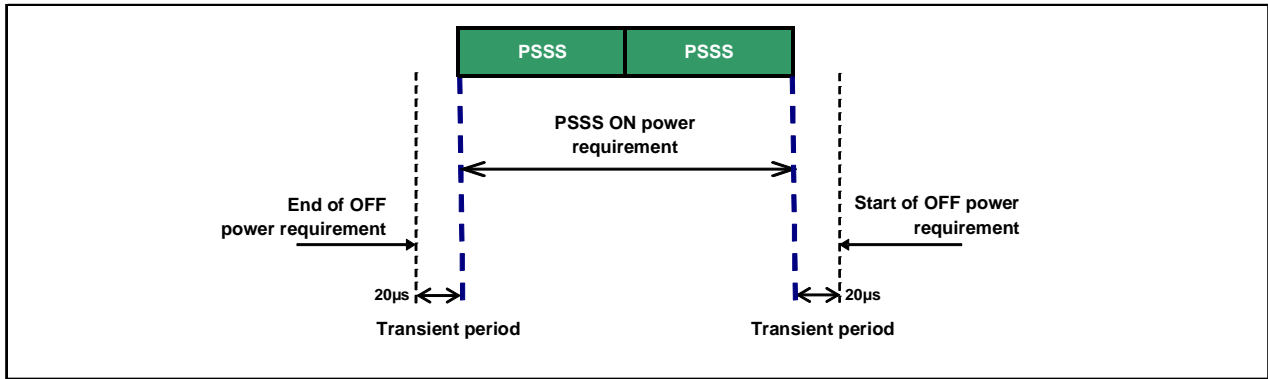 PSSS PSSS
PSSS ON power
requirement
End of OFF
power requirement
Start of OFF power
requirement
20µs
20µs
Transient period
Transient period